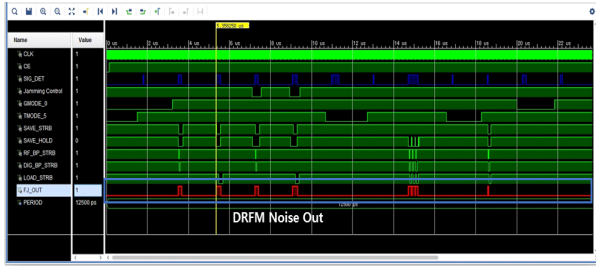 5.358250 us
Name Value
0 us 2 us 4 us 6 us 8 us 10 us 12 us 14 us 16 us 18 us 20 us 22 us
CLK 1
CE 1
SIG_DET 1
Jamming Control 1
GMODE_0 1
TMODE_5 1
SAVE_STRB 1
SAVE_HOLD 0
RF_BP_STRB 1
DIG_BP_STRB 1
LOAD_STRB 1
FJ_OUT 1
PERIOD 12500 ps 12500 ps
DRFM Noise Out